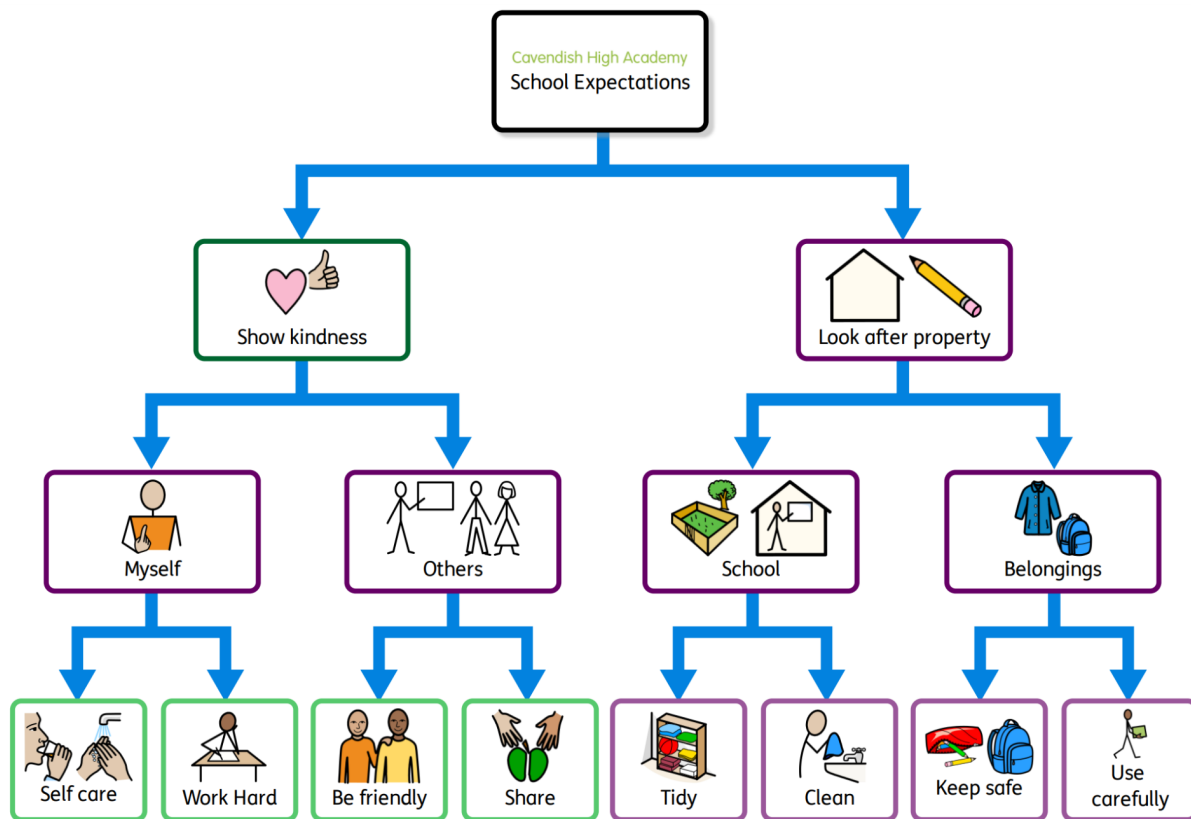 Cavendish High Academy
School Expectations
Show kindness
Look after property
Myself
Others
School
Belongings
Self care
Work Hard
Be friendly
Share
Tidy
Clean
Keep safe
Use
carefully